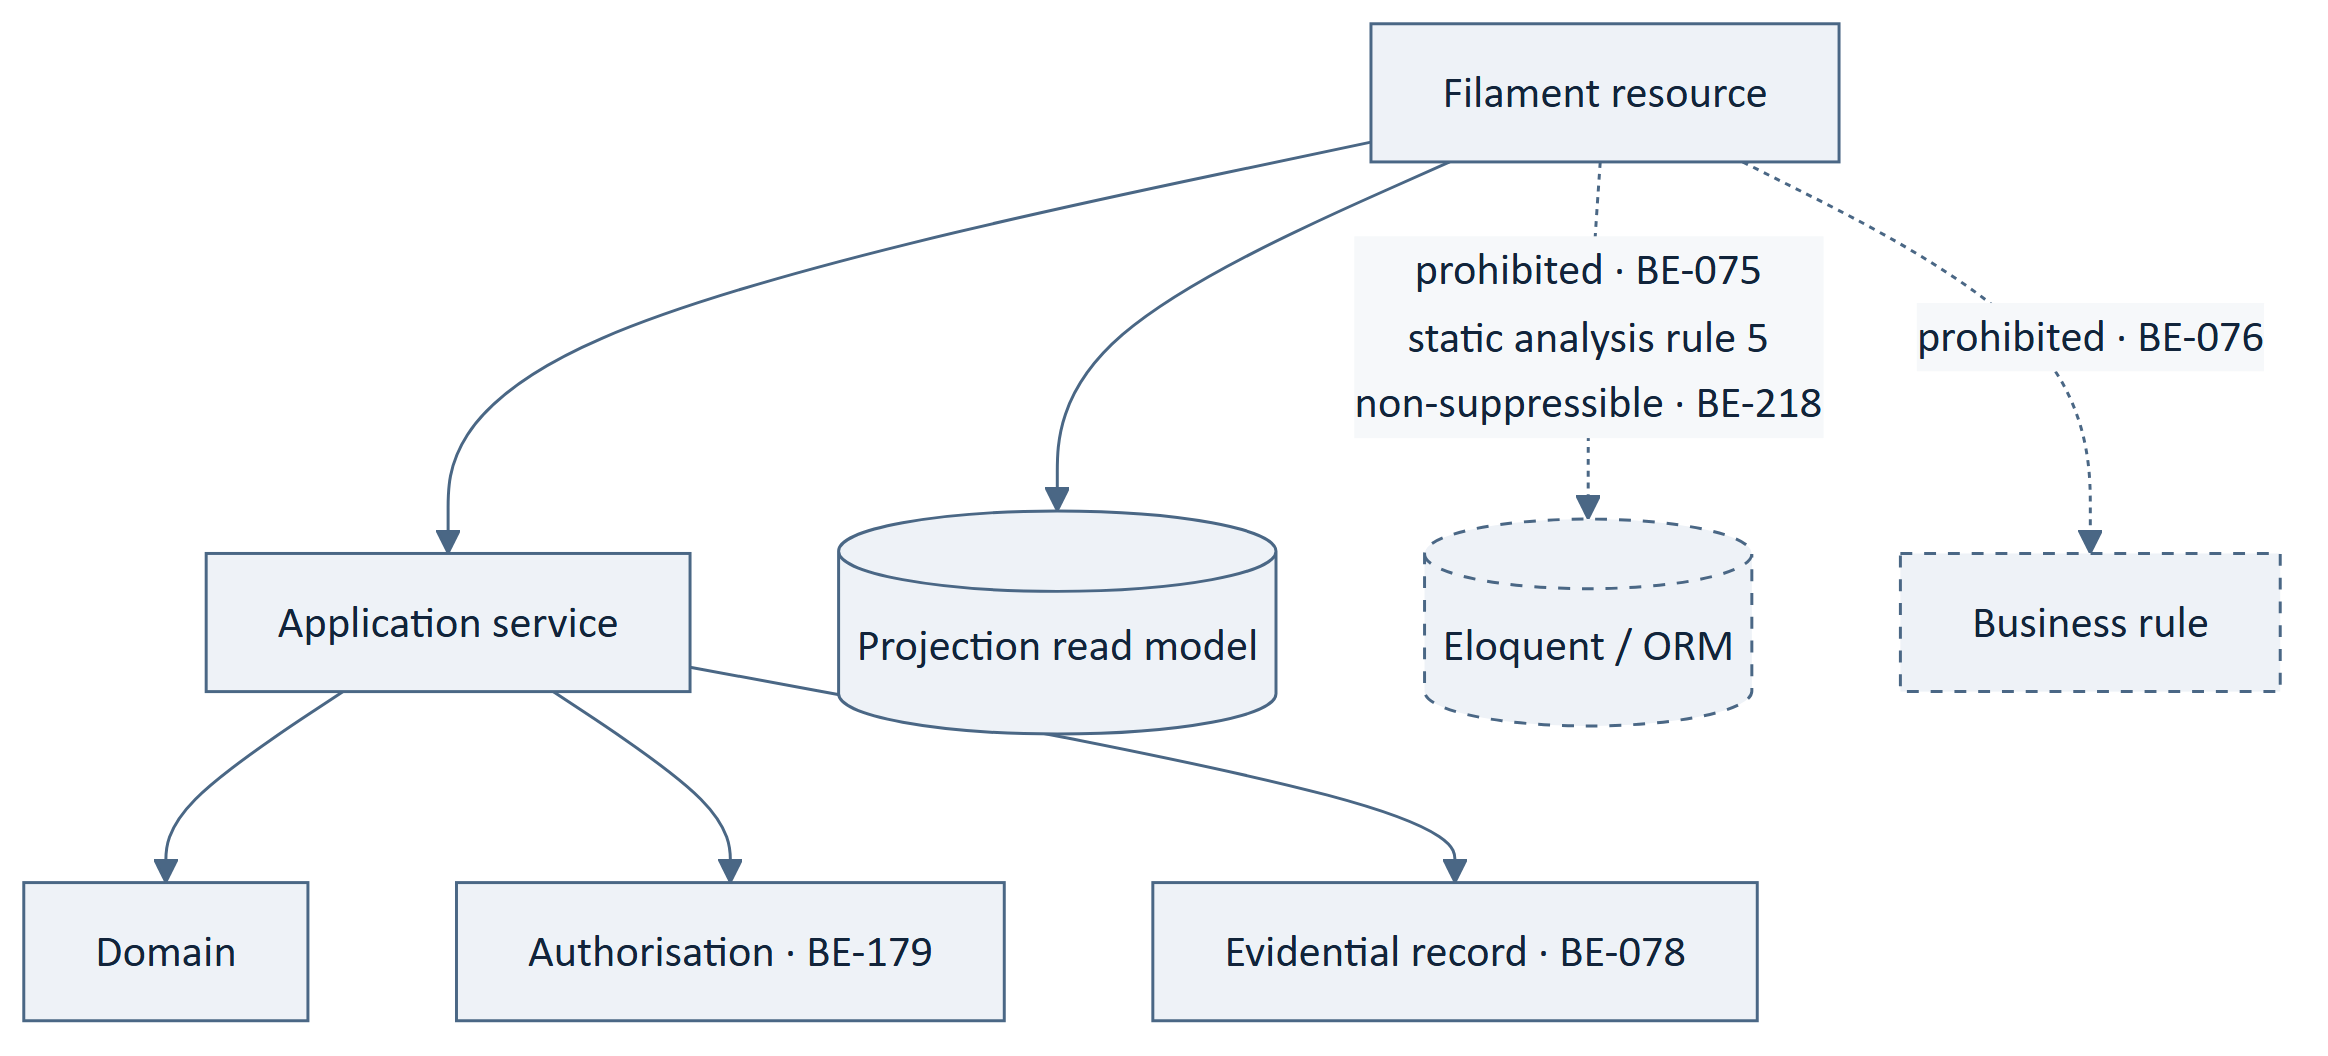 Filament resource
prohibited · BE-075
static analysis rule 5
non-suppressible · BE-218
prohibited · BE-076
Application service
Projection read model
Eloquent / ORM
Business rule
Domain
Authorisation · BE-179
Evidential record · BE-078